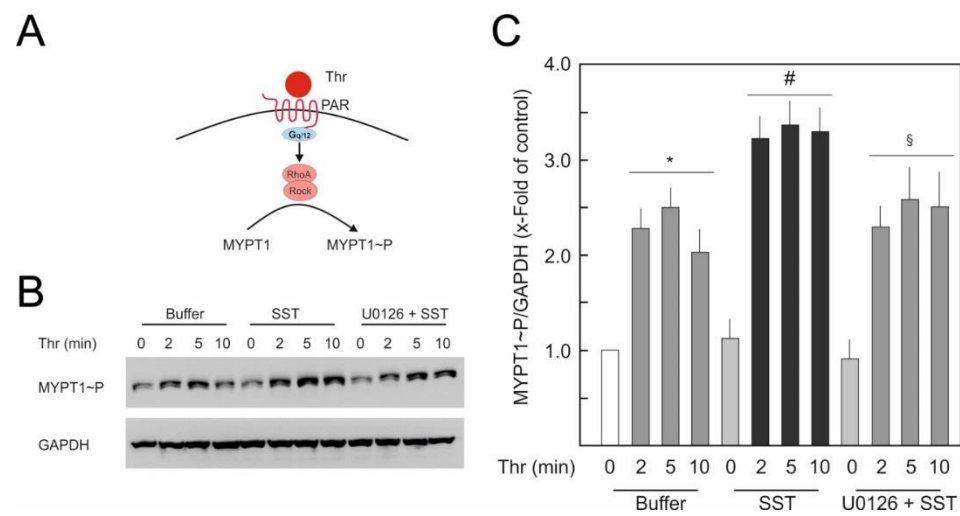 A
Thr
PAR
Gq/12
RhoA
Rock
MYPT1 MYPT1~P
B
Buffer SST U0126 + SST
Thr (min) 0 2 5 10 0 2 5 10 0 2 5 10
MYPT1~P
GAPDH
C
MYPT1~P/GAPDH (x-Fold of control)
4.0
3.0
2.0
1.0
* # §
Thr (min) 0 2 5 10 0 2 5 10 0 2 5 10
Buffer SST U0126 + SST